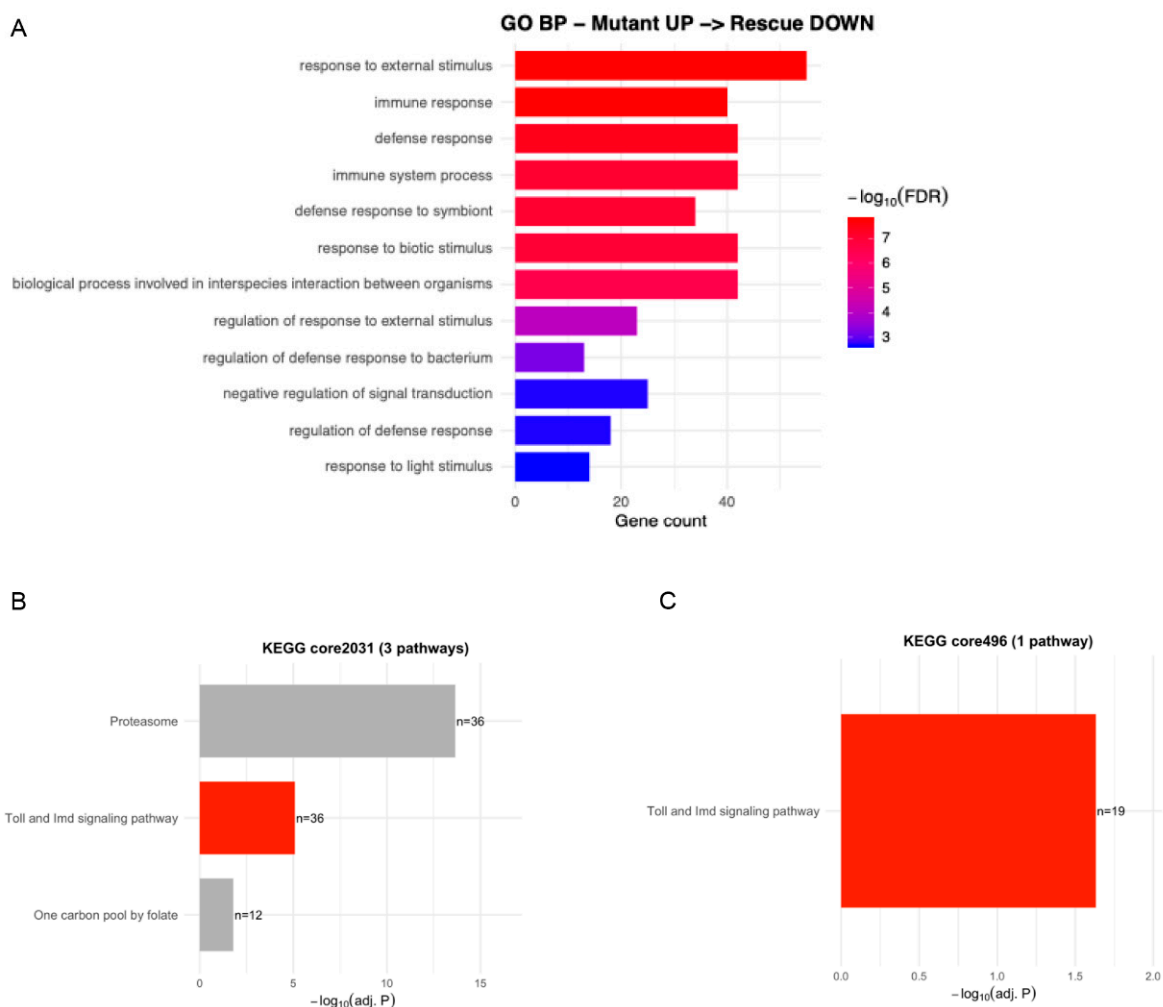 A
GO BP – Mutant UP –> Rescue DOWN
response to external stimulus
immune response
defense response
immune system process
defense response to symbiont
response to biotic stimulus
biological process involved in interspecies interaction between organisms
regulation of response to external stimulus
regulation of defense response to bacterium
negative regulation of signal transduction
regulation of defense response
response to light stimulus
0 20 40
Gene count
−log10(FDR)
7
6
5
4
3
B
KEGG core2031 (3 pathways)
Proteasome n=36
Toll and Imd signaling pathway n=36
One carbon pool by folate n=12
0 5 10 15
−log10(adj. P)
C
KEGG core496 (1 pathway)
Toll and Imd signaling pathway n=19
0.0 0.5 1.0 1.5 2.0
−log10(adj. P)